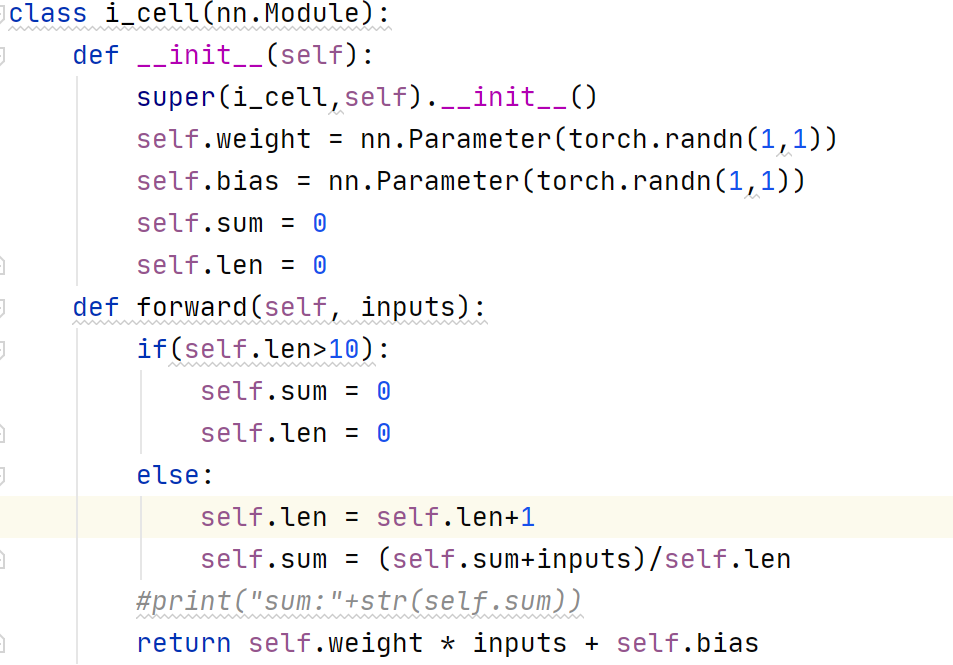 class i_cell(nn.Module):
    def __init__(self):
        super(i_cell,self).__init__()
        self.weight = nn.Parameter(torch.randn(1,1))
        self.bias = nn.Parameter(torch.randn(1,1))
        self.sum = 0
        self.len = 0
    def forward(self, inputs):
        if(self.len>10):
            self.sum = 0
            self.len = 0
        else:
            self.len = self.len+1
            self.sum = (self.sum+inputs)/self.len
        #print("sum:"+str(self.sum))
        return self.weight * inputs + self.bias